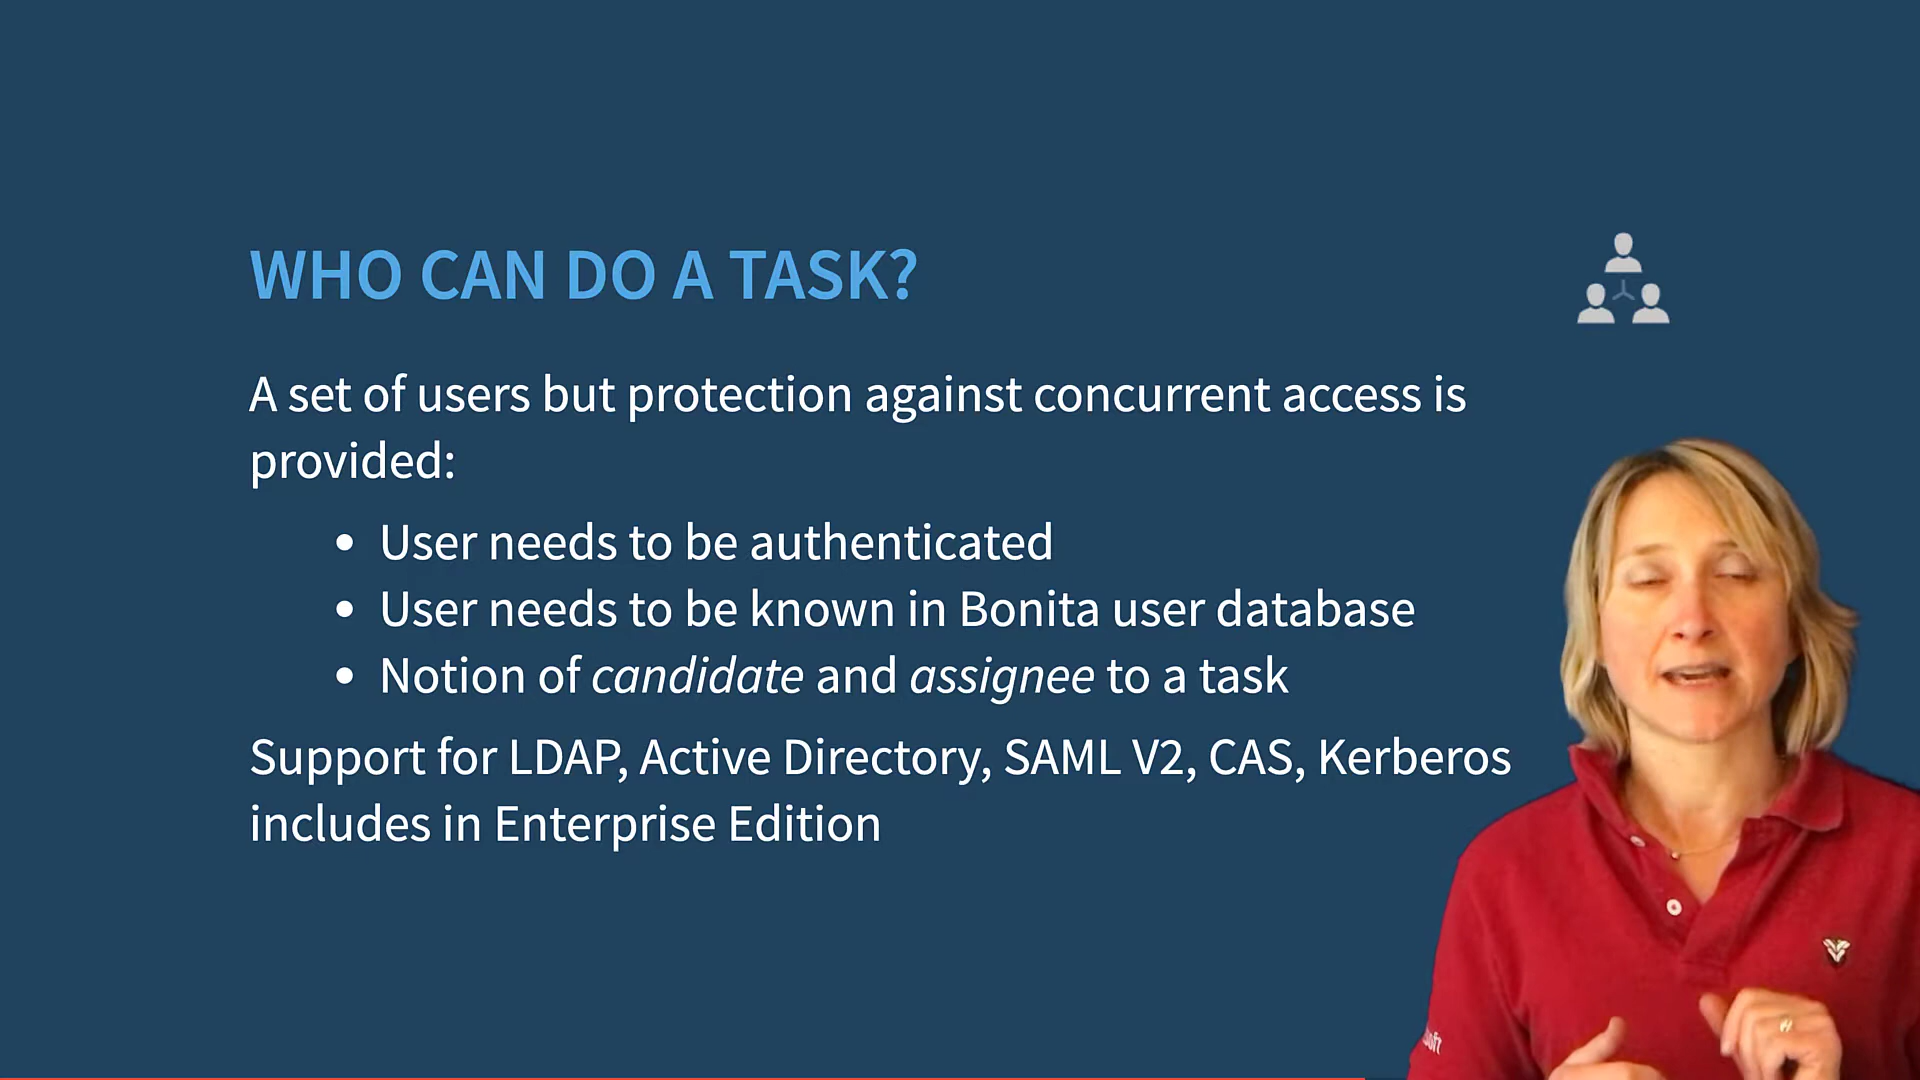 WHO CAN DO A TASK?
A set of users but protection against concurrent access is
provided:
• User needs to be authenticated
• User needs to be known in Bonita user database
• Notion of candidate and assignee to a task
Support for LDAP, Active Directory, SAML V2, CAS, Kerberos
includes in Enterprise Edition